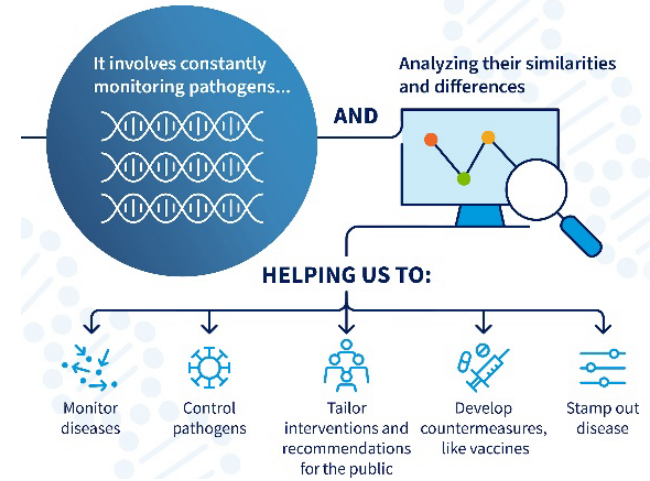 It involves constantly
monitoring pathogens...
AND
Analyzing their similarities
and differences
HELPING US TO:
Monitor
diseases
Control
pathogens
Tailor
interventions and
recommendations
for the public
Develop
countermeasures,
like vaccines
Stamp out
disease